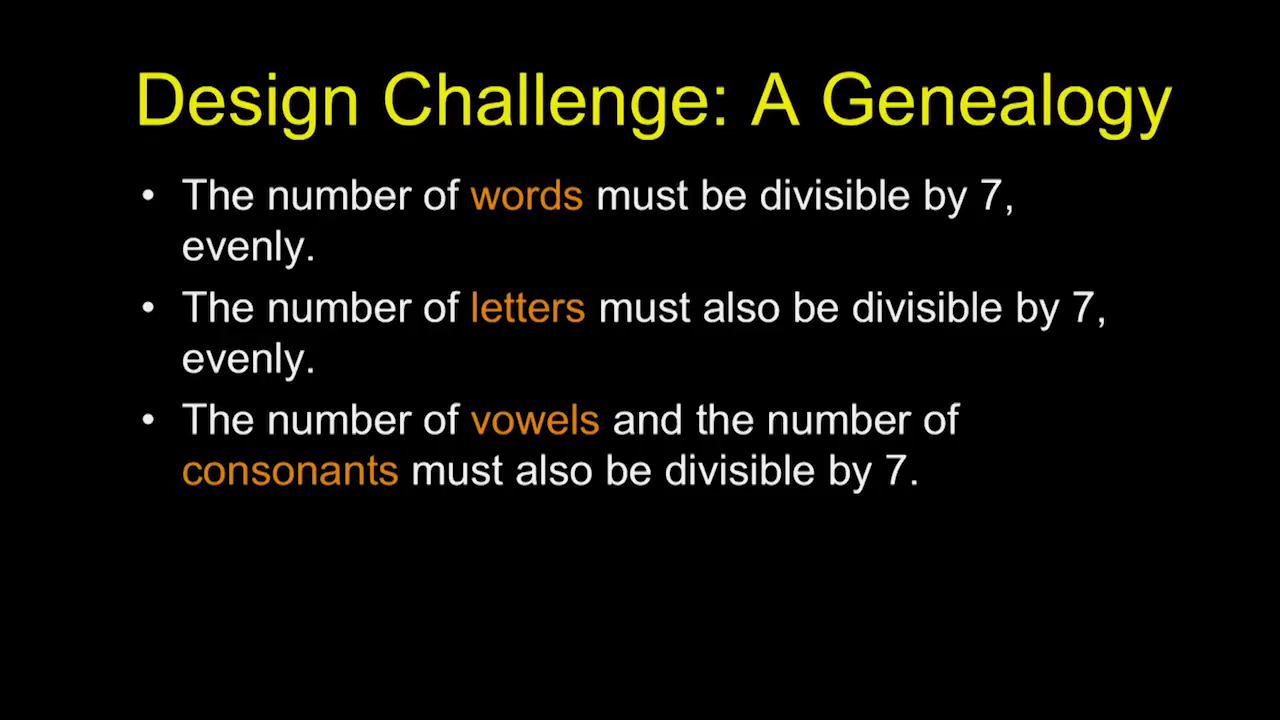 Design Challenge: A Genealogy
• The number of words must be divisible by 7,
evenly.
• The number of letters must also be divisible by 7,
evenly.
• The number of vowels and the number of
consonants must also be divisible by 7.